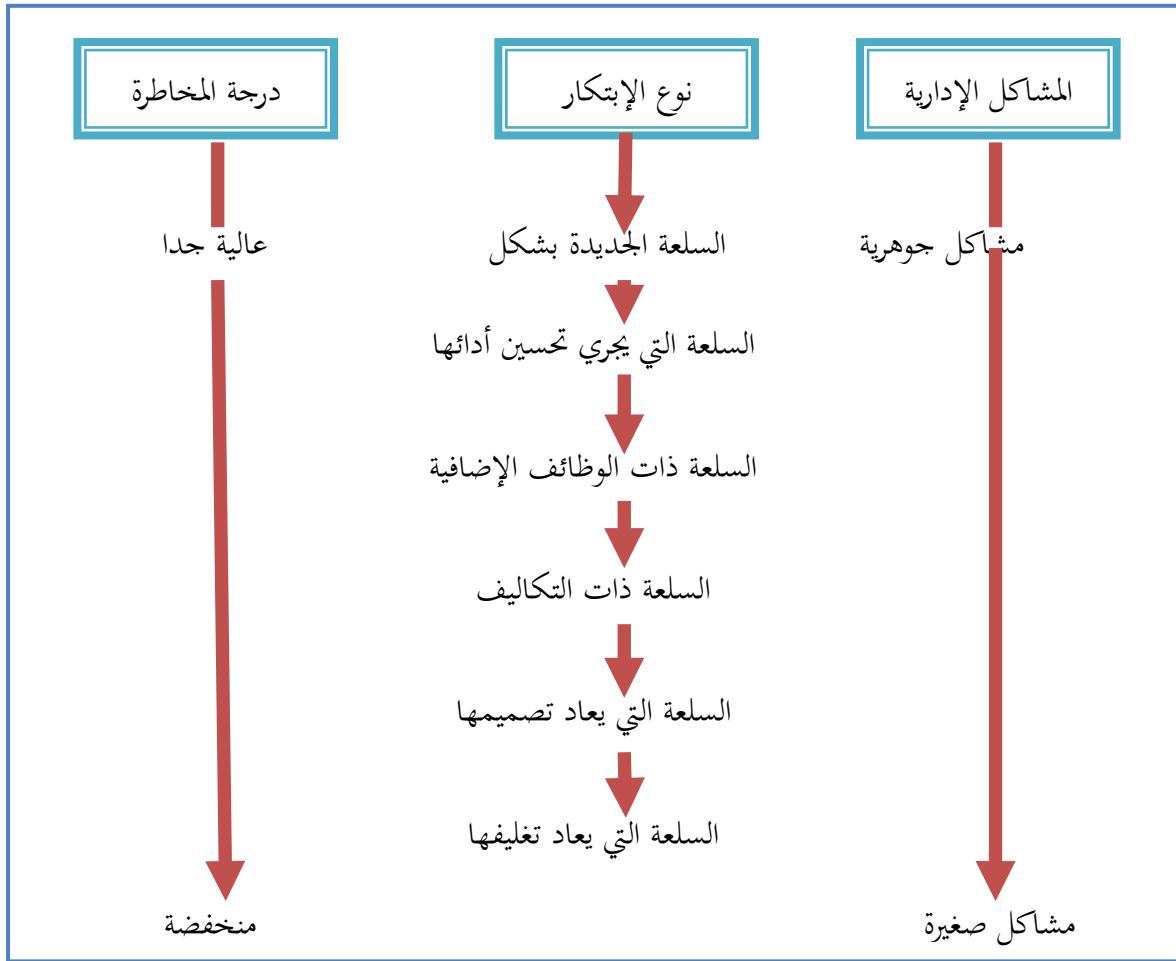 المشاكل الإدارية
نوع الإبتكار
درجة المخاطرة
مشاكل جوهرية
السلعة الجديدة بشكل
عالية جدا
السلعة التي يجري تحسين أدائها
السلعة ذات الوظائف الإضافية
السلعة ذات التكاليف
السلعة التي يعاد تصميمها
السلعة التي يعاد تغليفها
مشاكل صغيرة
منخفضة